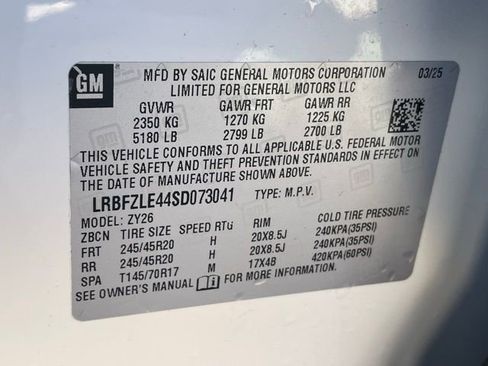 GM
MFD BY SAIC GENERAL MOTORS CORPORATION 03/25
LIMITED FOR GENERAL MOTORS LLC
GVWR GAWR FRT GAWR RR
2350 KG 1270 KG 1225 KG
5180 LB 2799 LB 2700 LB
THIS VEHICLE CONFORMS TO ALL APPLICABLE U.S. FEDERAL MOTOR
VEHICLE SAFETY AND THEFT PREVENTION STANDARDS IN EFFECT ON
THE DATE OF MANUFACTURE SHOWN ABOVE.
LRBFZLE44SD073041 TYPE: M.P.V.
MODEL: ZY26
ZBCN TIRE SIZE SPEED RTG RIM COLD TIRE PRESSURE
FRT 245/45R20 H 20X8.5J 240KPA(35PSI)
RR 245/45R20 H 20X8.5J 240KPA(35PSI)
SPA T145/70R17 M 17X4B 420KPA(60PSI)
SEE OWNER'S MANUAL FOR MORE INFORMATION